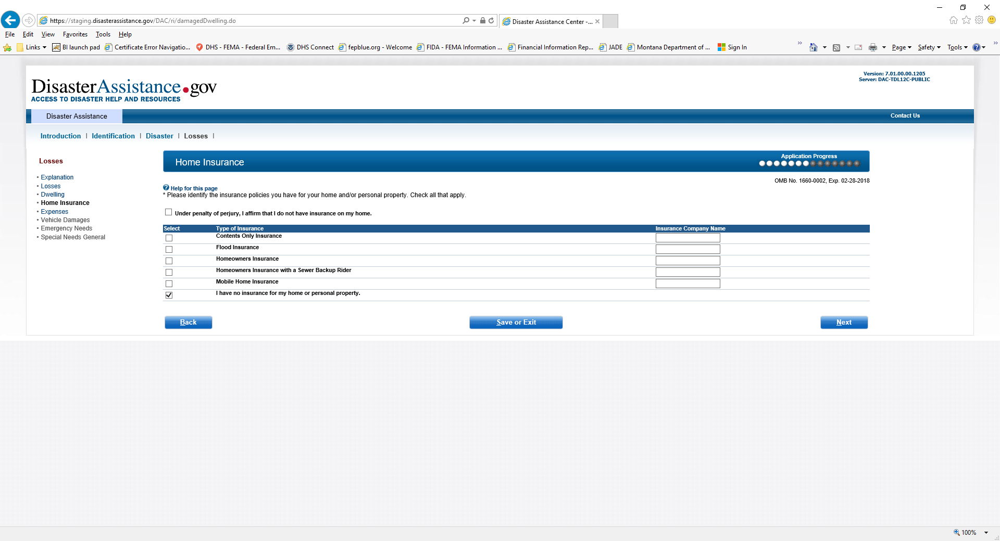 https://staging.disasterassistance.gov/DAC/ri/damagedDwelling.do
Disaster Assistance Center -...
File Edit View Favorites Tools Help
Links BI launch pad Certificate Error Navigatio... DHS - FEMA - Federal Em... DHS Connect fepblue.org - Welcome FIDA - FEMA Information ... Financial Information Rep... JADE Montana Department of ... Sign In Page Safety Tools
Version: 7.01.00.00.1205
Server: DAC-TDL12C-PUBLIC
DisasterAssistance.gov
ACCESS TO DISASTER HELP AND RESOURCES
Disaster Assistance
Contact Us
Introduction | Identification | Disaster | Losses |
Losses
• Explanation
• Losses
• Dwelling
• Home Insurance
• Expenses
• Vehicle Damages
• Emergency Needs
• Special Needs General
Home Insurance
Application Progress
OMB No. 1660-0002, Exp. 02-28-2018
Help for this page
* Please identify the insurance policies you have for your home and/or personal property. Check all that apply.
Under penalty of perjury, I affirm that I do not have insurance on my home.
Select Type of Insurance Insurance Company Name
Contents Only Insurance
Flood Insurance
Homeowners Insurance
Homeowners Insurance with a Sewer Backup Rider
Mobile Home Insurance
I have no insurance for my home or personal property.
Back Save or Exit Next
100%